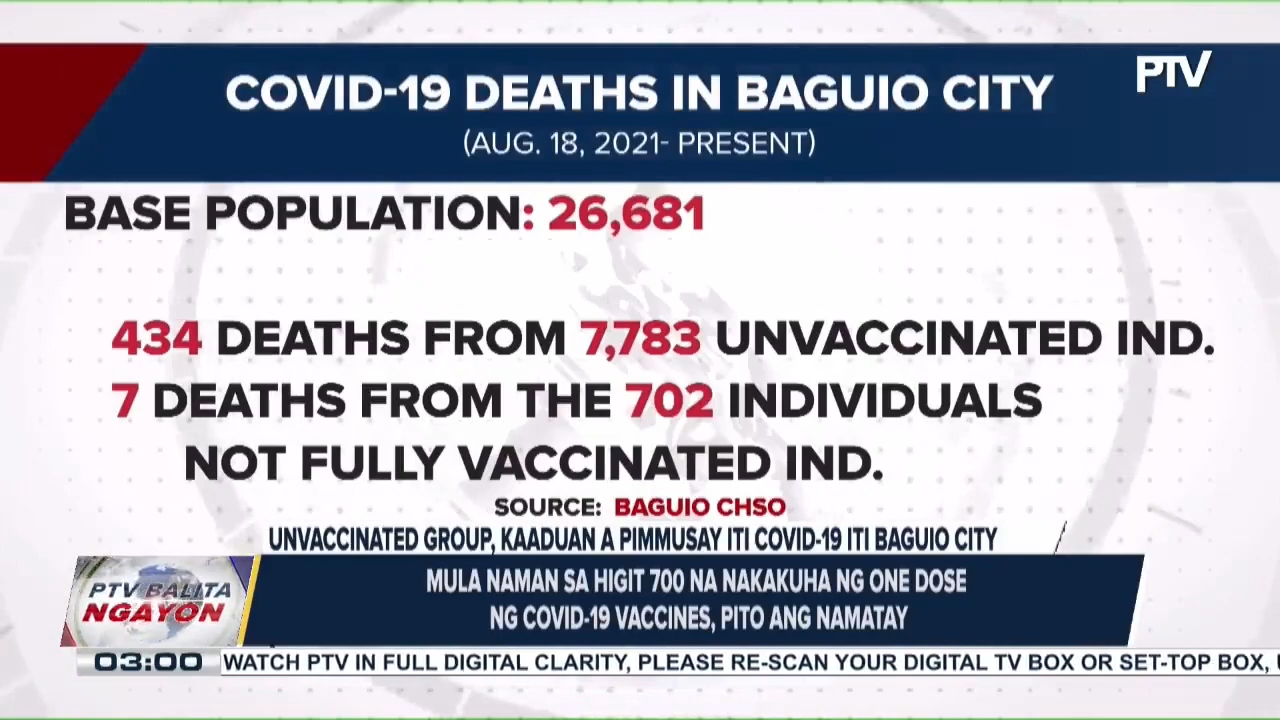 COVID-19 DEATHS IN BAGUIO CITY
PTV
(AUG. 18, 2021- PRESENT)
BASE POPULATION: 26,681
434 DEATHS FROM 7,783 UNVACCINATED IND.
7 DEATHS FROM THE 702 INDIVIDUALS
NOT FULLY VACCINATED IND.
SOURCE: BAGUIO CHSO
UNVACCINATED GROUP, KAADUAN A PIMMUSAY ITI COVID-19 ITI BAGUIO CITY
PTV BALITA
NGAYON
MULA NAMAN SA HIGIT 700 NA NAKAKUHA NG ONE DOSE
NG COVID-19 VACCINES, PITO ANG NAMATAY
03:00
WATCH PTV IN FULL DIGITAL CLARITY, PLEASE RE-SCAN YOUR DIGITAL TV BOX OR SET-TOP BOX,